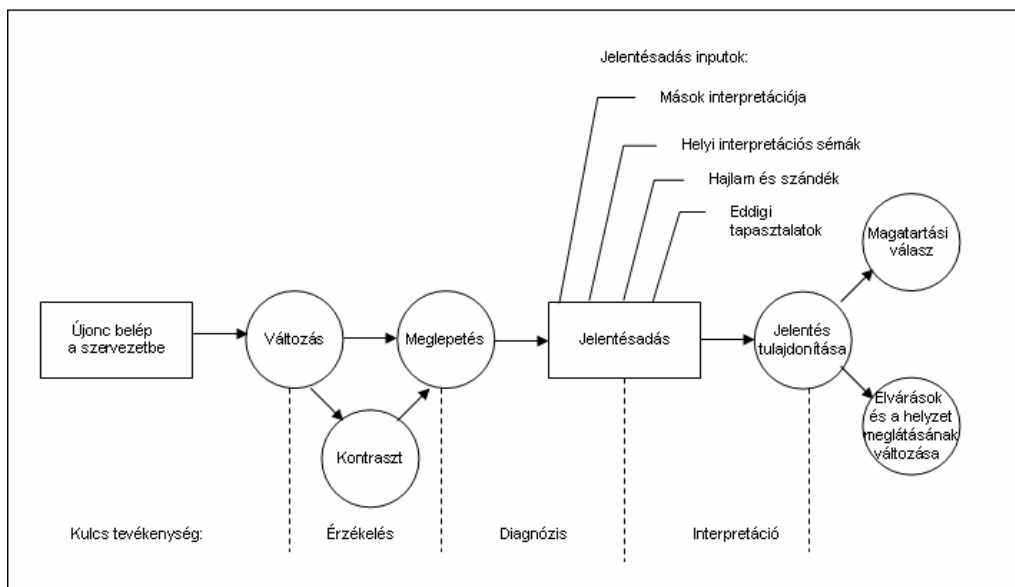 Jelentésadás inputok:
Mások interpretációja
Helyi interpretációs sémák
Hajlam és szándék
Eddigi
tapasztalatok
Magatartási
válasz
Újonc belép
a szervezetbe
Változás
Meglepetés
Jelentésadás
Jelentés
tulajdonítása
Kontraszt
Elvárások
és a helyzet
meglátásának
változása
Kulcs tevékenység:
Érzékelés
Diagnózis
Interpretáció